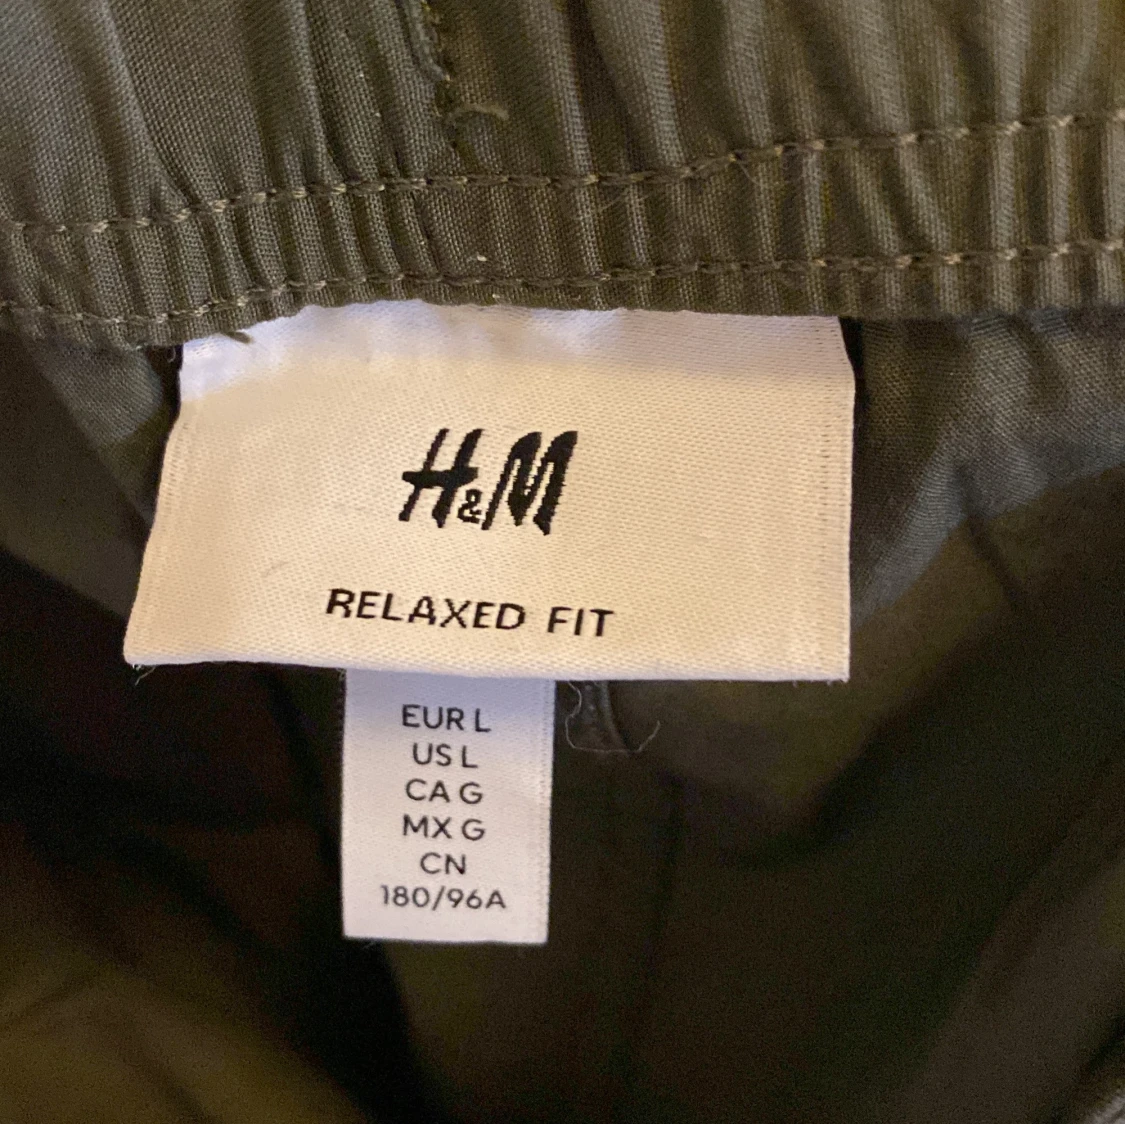 H&M
RELAXED FIT
EUR L
US L
CA G
MX G
CN
180/96A